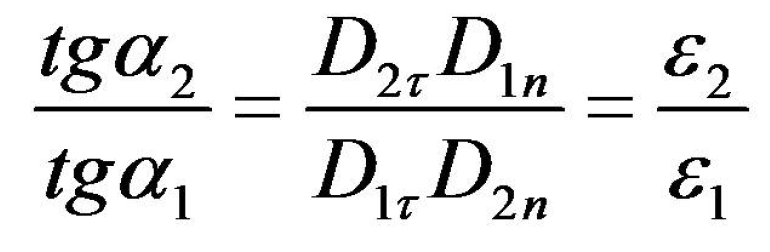 tgα₂ / tgα₁ = D₂τD₁ₙ / D₁τD₂ₙ = ε₂ / ε₁